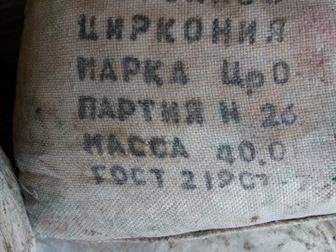 ЦИРКОНИЯ
МАРКА ЦрО
ПАРТИЯ N 26
МАССА 40.0
ГОСТ 21907-